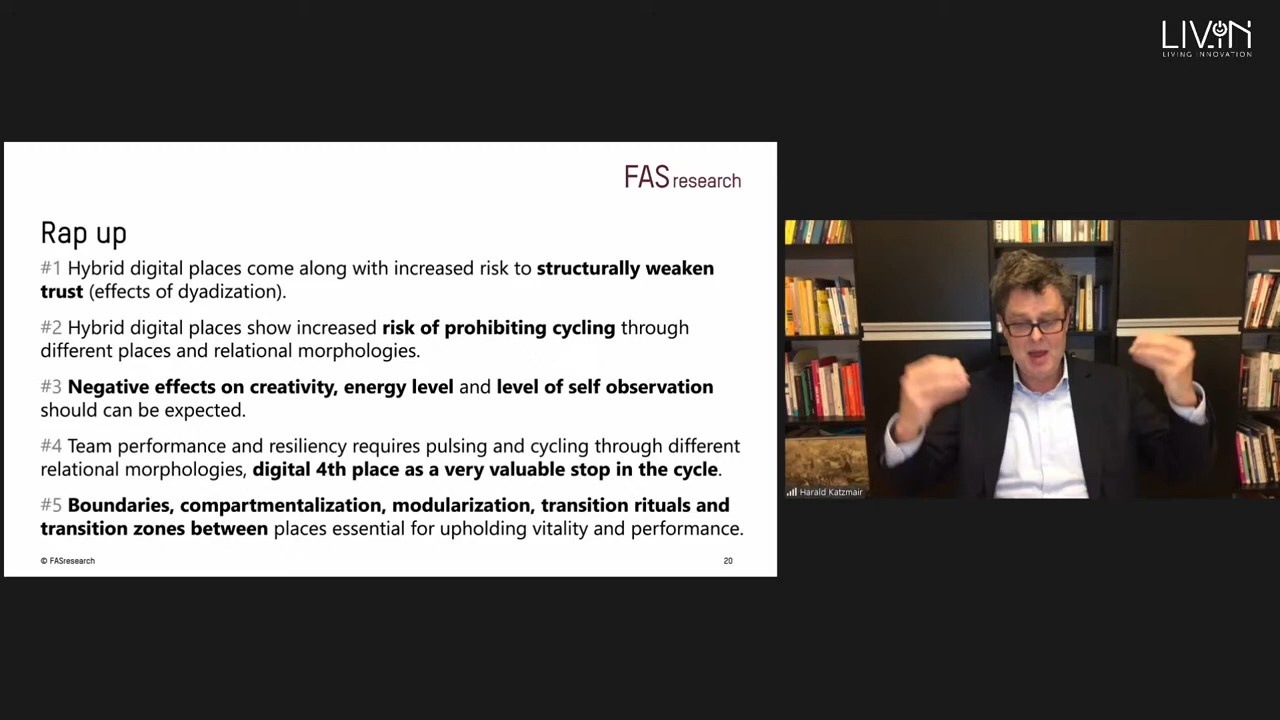 LIVIN
LIVING INNOVATION
FASresearch
Rap up
#1 Hybrid digital places come along with increased risk to structurally weaken
trust (effects of dyadization).
#2 Hybrid digital places show increased risk of prohibiting cycling through
different places and relational morphologies.
#3 Negative effects on creativity, energy level and level of self observation
should can be expected.
#4 Team performance and resiliency requires pulsing and cycling through different
relational morphologies, digital 4th place as a very valuable stop in the cycle.
#5 Boundaries, compartmentalization, modularization, transition rituals and
transition zones between places essential for upholding vitality and performance.
© FASresearch
20
Harald Katzmair